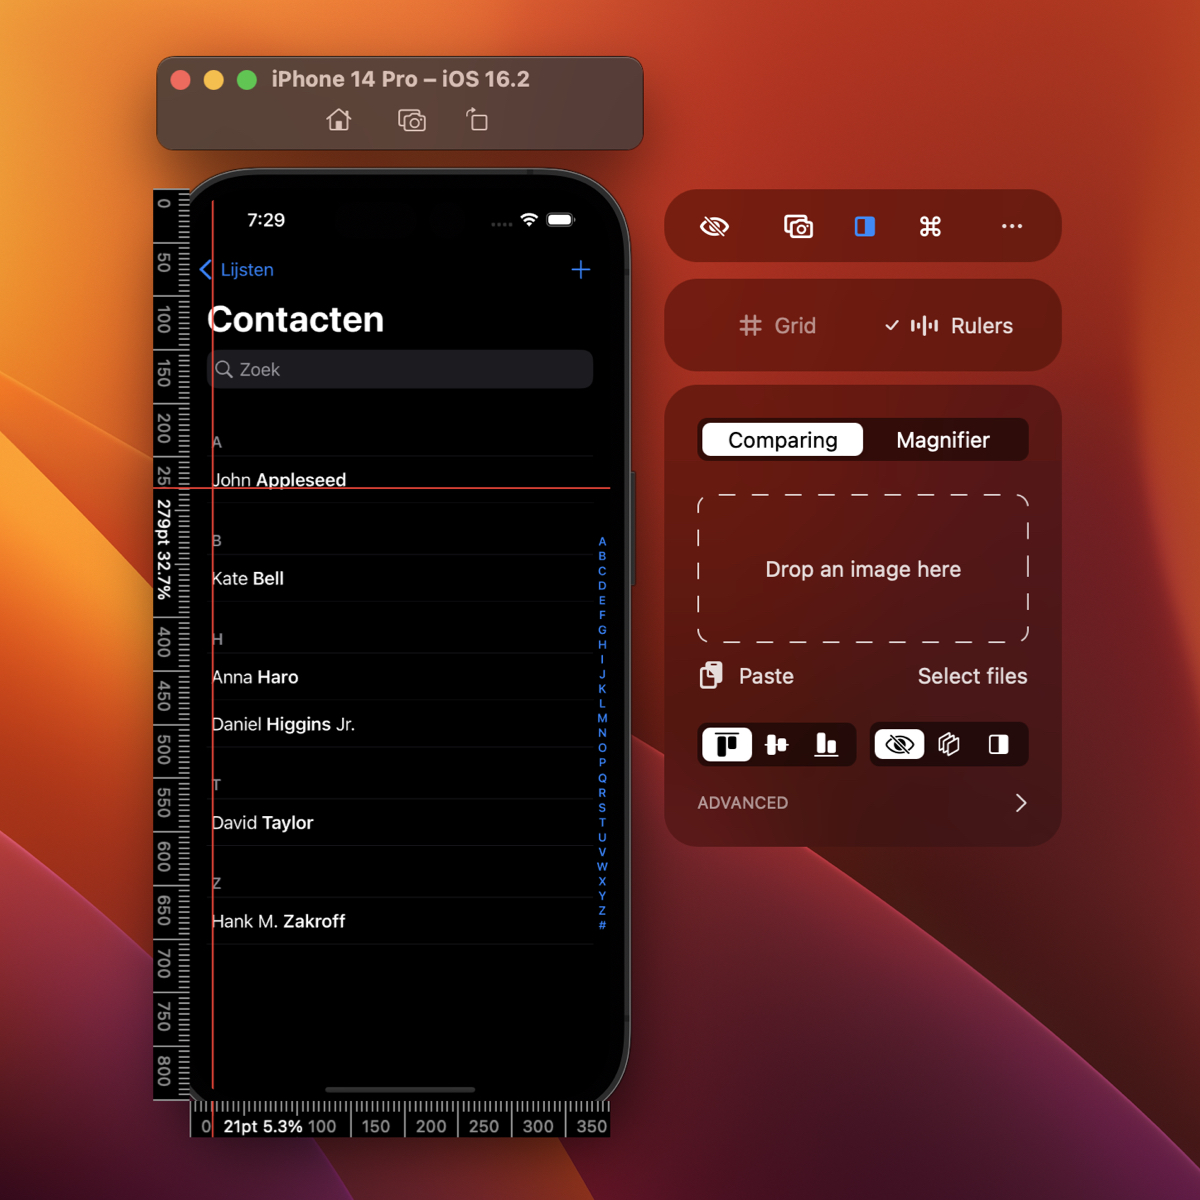 iPhone 14 Pro – iOS 16.2
7:29
Lijsten
Contacten
Zoek
A
John Appleseed
B
Kate Bell
H
Anna Haro
Daniel Higgins Jr.
T
David Taylor
Z
Hank M. Zakroff
A
B
C
D
E
F
G
H
I
J
K
L
M
N
O
P
Q
R
S
T
U
V
W
X
Y
Z
#
0
50
100
150
200
25
279pt 32.7%
400
450
500
550
600
650
700
750
800
0 21pt 5.3% 100 150 200 250 300 350
Grid
Rulers
Comparing
Magnifier
Drop an image here
Paste
Select files
ADVANCED